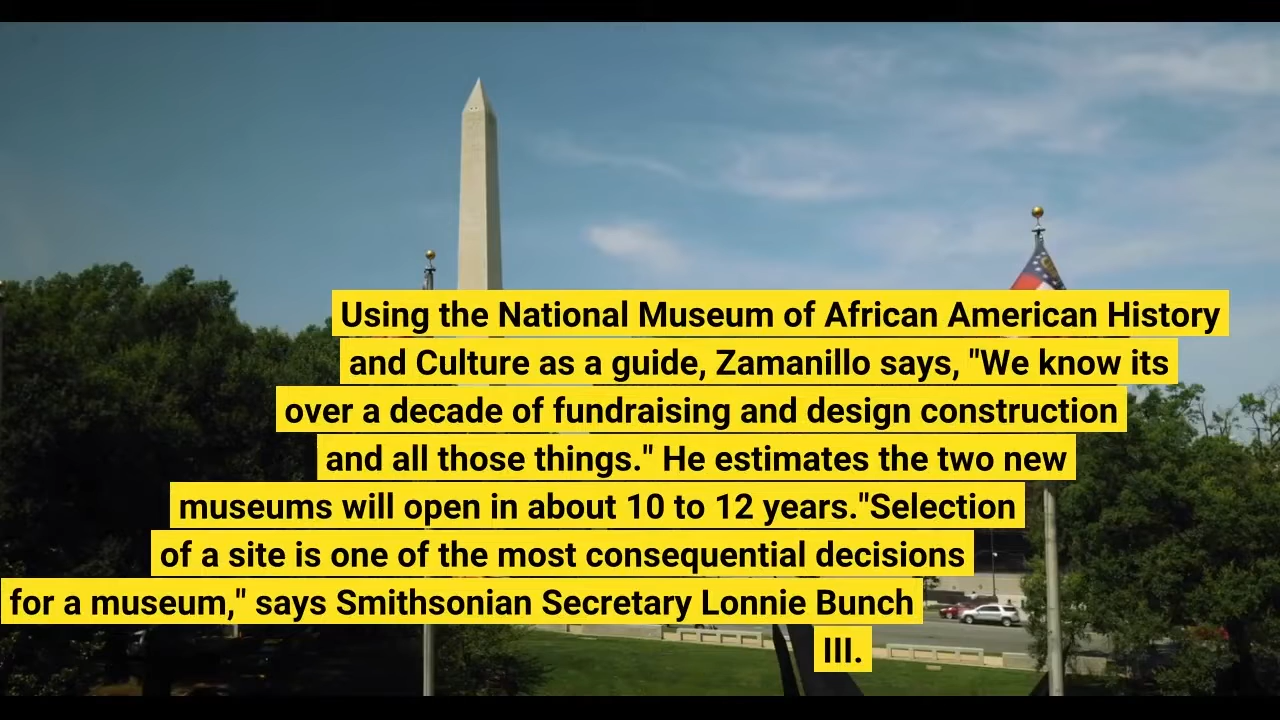 Using the National Museum of African American History
and Culture as a guide, Zamanillo says, "We know its
over a decade of fundraising and design construction
and all those things." He estimates the two new
museums will open in about 10 to 12 years."Selection
of a site is one of the most consequential decisions
for a museum," says Smithsonian Secretary Lonnie Bunch
III.